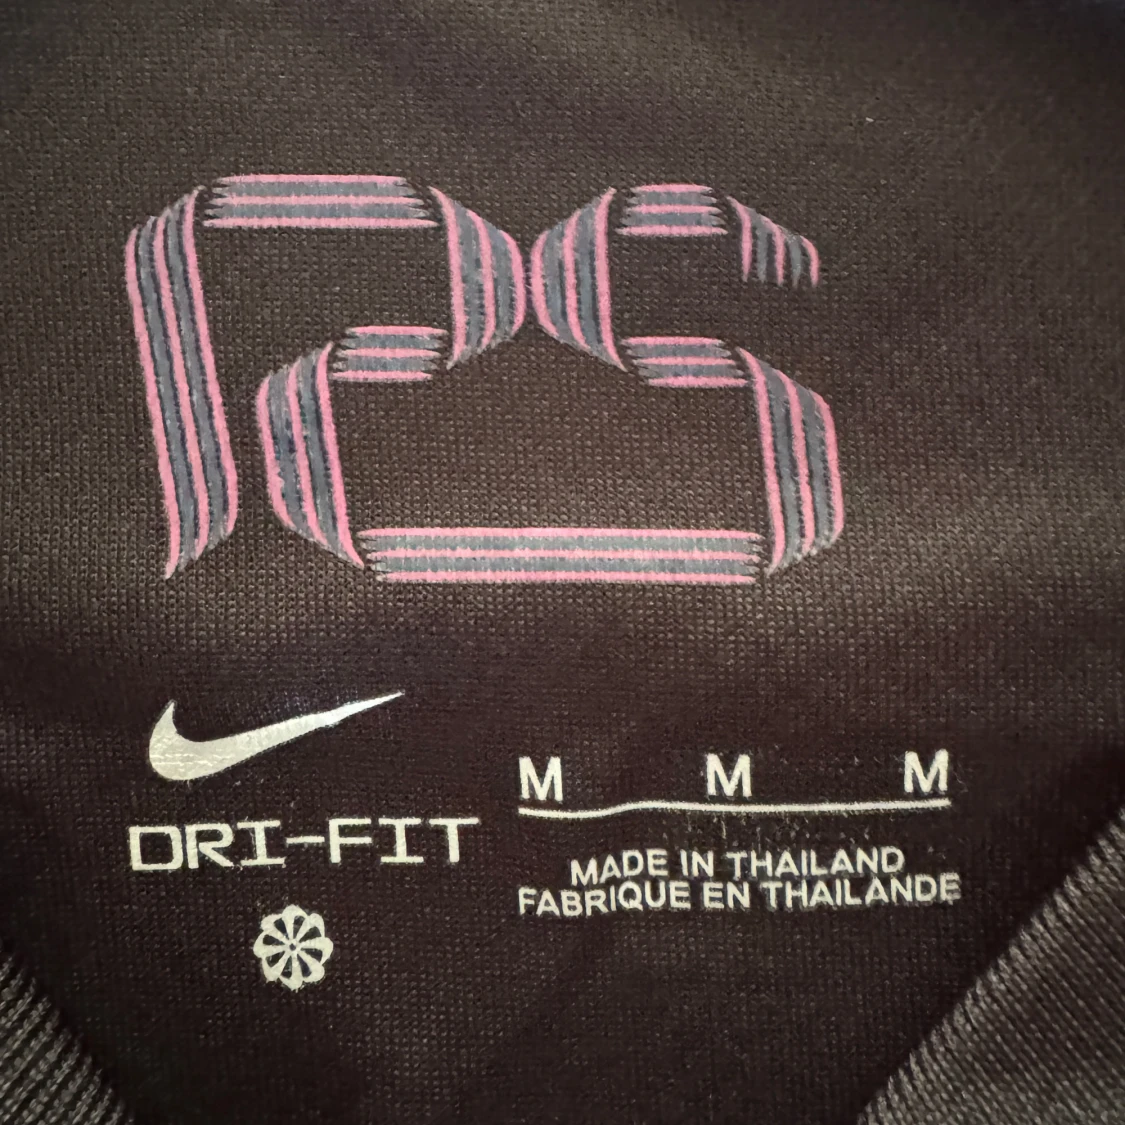 DRI-FIT
M M M
MADE IN THAILAND
FABRIQUE EN THAILANDE